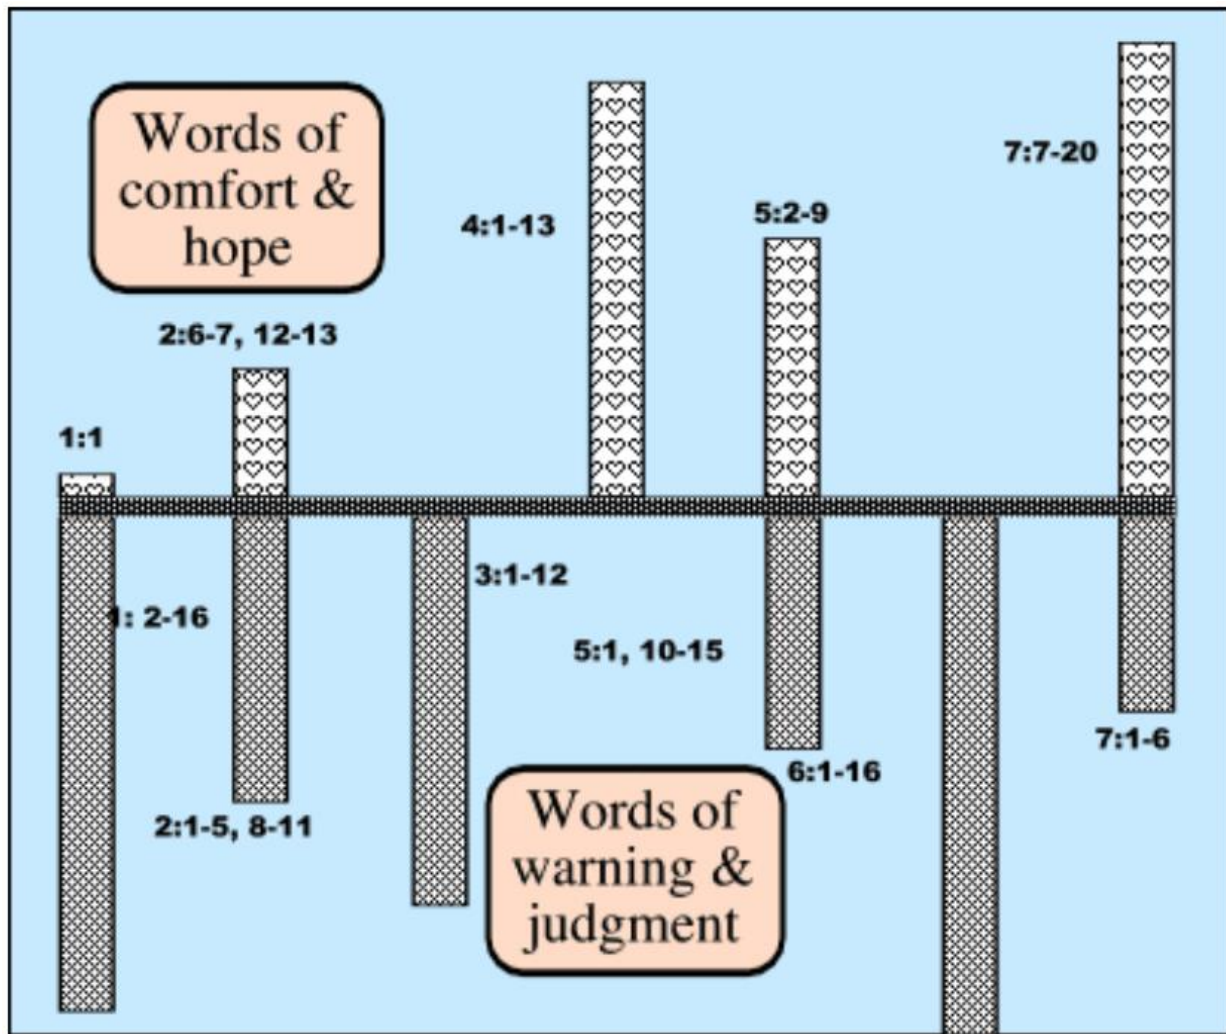 Words of
comfort &
hope
7:7-20
4:1-13
5:2-9
2:6-7, 12-13
1:1
3:1-12
1: 2-16
5:1, 10-15
7:1-6
6:1-16
2:1-5, 8-11
Words of
warning &
judgment